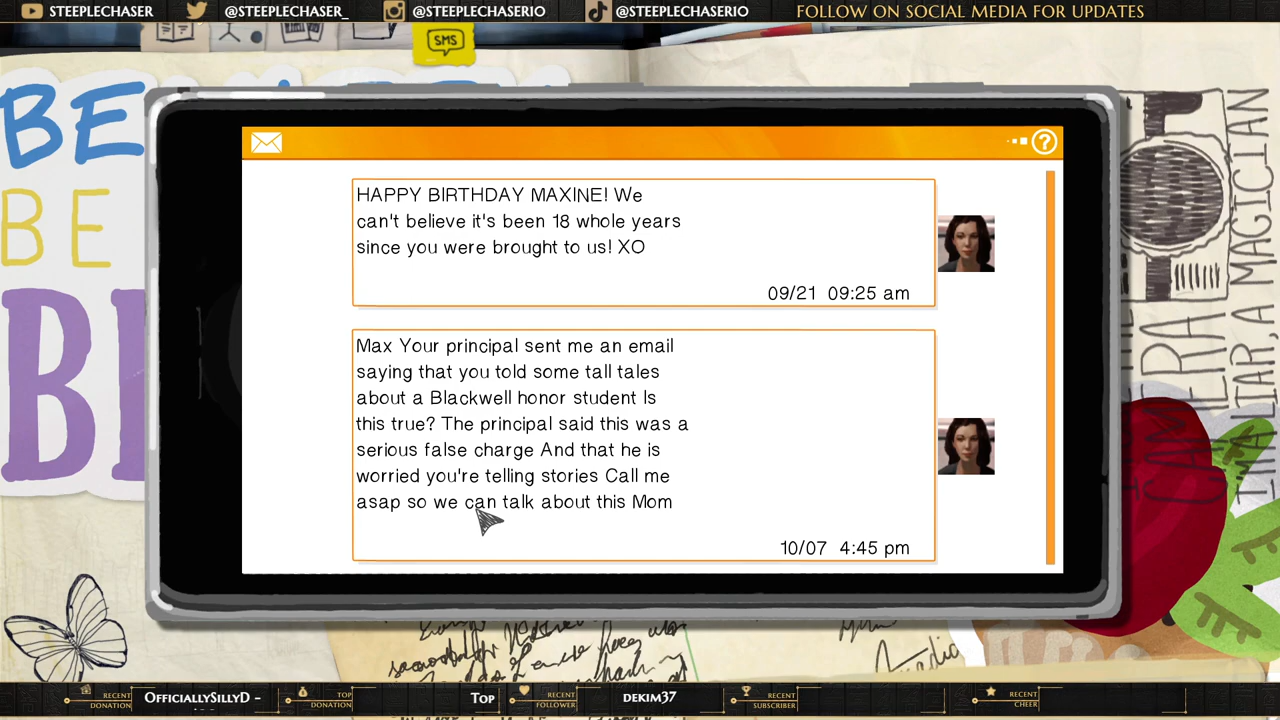 STEEPLECHASER @STEEPLECHASER_ @STEEPLECHASERIO @STEEPLECHASERIO FOLLOW ON SOCIAL MEDIA FOR UPDATES
SMS
HAPPY BIRTHDAY MAXINE! We
can't believe it's been 18 whole years
since you were brought to us! XO
09/21 09:25 am
Max Your principal sent me an email
saying that you told some tall tales
about a Blackwell honor student Is
this true? The principal said this was a
serious false charge And that he is
worried you're telling stories Call me
asap so we can talk about this Mom
10/07 4:45 pm
BE
BE
A MAGICIAN
RECENT DONATION OFFICIALLYSILLYD - TOP DONATION TOP RECENT FOLLOWER DEKIM37 RECENT SUBSCRIBER RECENT CHEER